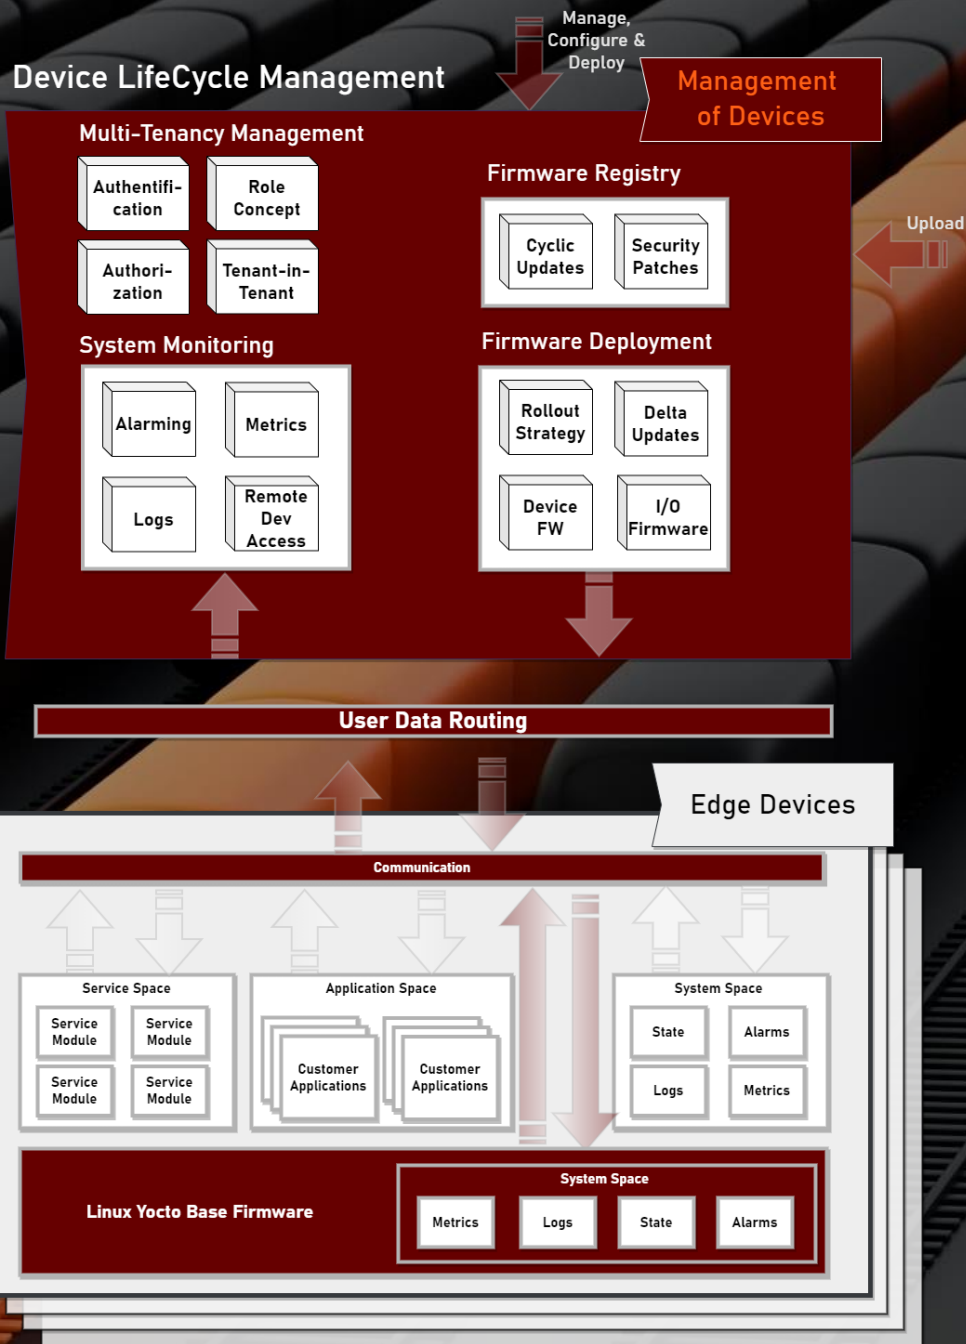 Manage,
Configure &
Deploy
Device LifeCycle Management
Management
of Devices
Multi-Tenancy Management
Authentifi-
cation
Role
Concept
Authori-
zation
Tenant-in-
Tenant
Firmware Registry
Cyclic
Updates
Security
Patches
Upload
System Monitoring
Alarming
Metrics
Logs
Remote
Dev
Access
Firmware Deployment
Rollout
Strategy
Delta
Updates
Device
FW
I/O
Firmware
User Data Routing
Edge Devices
Communication
Service Space
Service
Module
Service
Module
Service
Module
Service
Module
Application Space
Customer
Applications
Customer
Applications
System Space
State
Alarms
Logs
Metrics
Linux Yocto Base Firmware
System Space
Metrics
Logs
State
Alarms